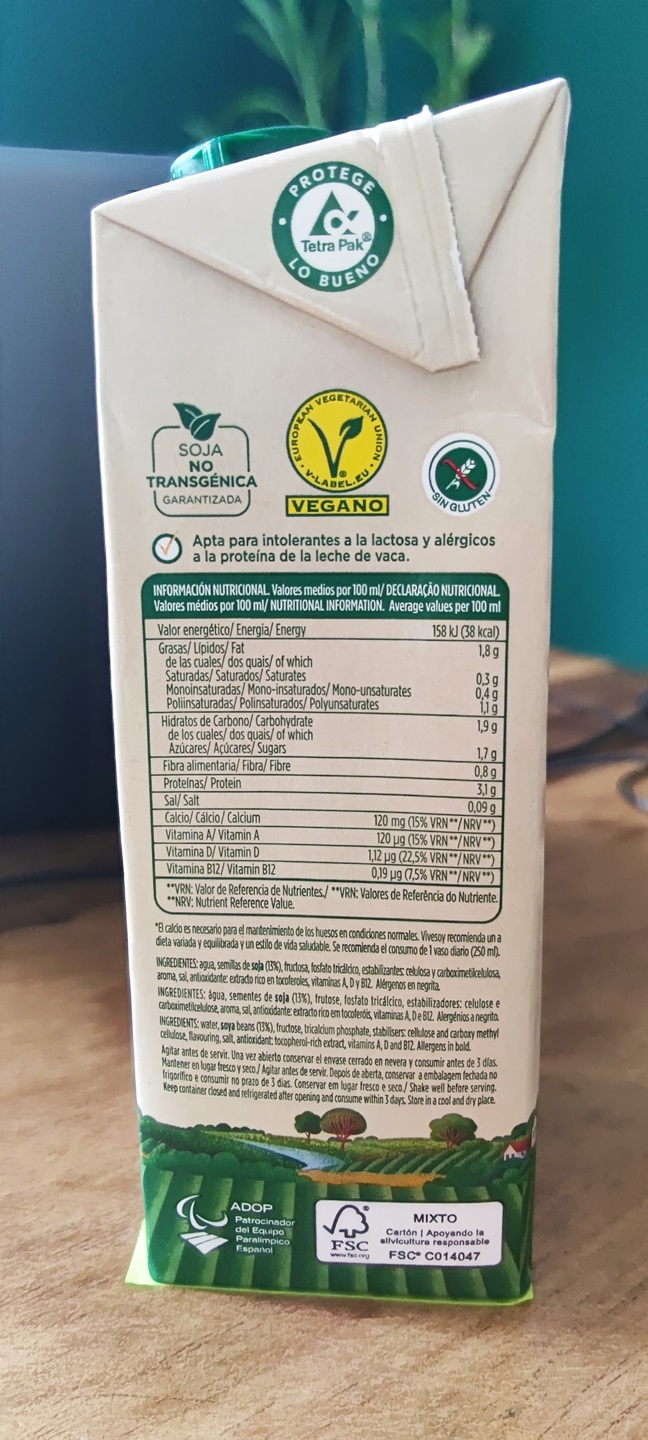 PROTEGE
Tetra Pak®
LO BUENO
SOJA
NO
TRANSGÉNICA
GARANTIZADA
EUROPEAN VEGETARIAN UNION
V-LABEL.EU
VEGANO
SIN GLUTEN
Apta para intolerantes a la lactosa y alérgicos
a la proteína de la leche de vaca.
INFORMACIÓN NUTRICIONAL. Valores medios por 100 ml/ DECLARAÇÃO NUTRICIONAL.
Valores médios por 100 ml/ NUTRITIONAL INFORMATION. Average values per 100 ml
Valor energético/ Energia/ Energy 158 kJ (38 kcal)
Grasas/ Lípidos/ Fat 1,8 g
de las cuales/ dos quais/ of which
Saturadas/ Saturados/ Saturates 0,3 g
Monoinsaturadas/ Mono-insaturados/ Mono-unsaturates 0,4 g
Poliinsaturadas/ Polinsaturados/ Polyunsaturates 1,1 g
Hidratos de Carbono/ Carbohydrate 1,9 g
de los cuales/ dos quais/ of which
Azúcares/ Açúcares/ Sugars 1,7 g
Fibra alimentaria/ Fibra/ Fibre 0,8 g
Proteínas/ Protein 3,1 g
Sal/ Salt 0,09 g
Calcio/ Cálcio/ Calcium 120 mg (15% VRN**/NRV**)
Vitamina A/ Vitamin A 120 µg (15% VRN**/NRV**)
Vitamina D/ Vitamin D 1,12 µg (22,5% VRN**/NRV**)
Vitamina B12/ Vitamin B12 0,19 µg (7,5% VRN**/NRV**)
**VRN: Valor de Referencia de Nutrientes./ **VRN: Valores de Referência do Nutriente.
**NRV: Nutrient Reference Value.
*El calcio es necesario para el mantenimiento de los huesos en condiciones normales. Vivesoy recomienda una
dieta variada y equilibrada y un estilo de vida saludable. Se recomienda el consumo de 1 vaso diario (250 ml).
INGREDIENTES: agua, semillas de soja (13%), fructosa, fosfato tricálcico, estabilizantes: celulosa y carboximetilcelulosa,
aroma, sal, antioxidante: extracto rico en tocoferoles, vitaminas A, D y B12. Alérgenos en negrita.
INGREDIENTES: água, sementes de soja (13%), frutose, fosfato tricálcico, estabilizadores: celulose e
carboximetilcelulose, aroma, sal, antioxidante: extracto rico em tocoferóis, vitaminas A, D e B12. Alergénios a negrito.
INGREDIENTS: water, soya beans (13%), fructose, tricalcium phosphate, stabilisers: cellulose and carboxy methyl
cellulose, flavouring, salt, antioxidant: tocopherol-rich extract, vitamins A, D and B12. Allergens in bold.
Agitar antes de servir. Una vez abierto conservar el envase cerrado en nevera y consumir antes de 3 días.
Mantener en lugar fresco y seco./ Agitar antes de servir. Depois de aberta, conservar a embalagem fechada no
frigorífico e consumir no prazo de 3 dias. Conservar em lugar fresco e seco./ Shake well before serving.
Keep container closed and refrigerated after opening and consume within 3 days. Store in a cool and dry place.
ADOP
Patrocinador
del Equipo
Paralímpico
Español
FSC
www.fsc.org
MIXTO
Cartón | Apoyando la
silvicultura responsable
FSC® C014047